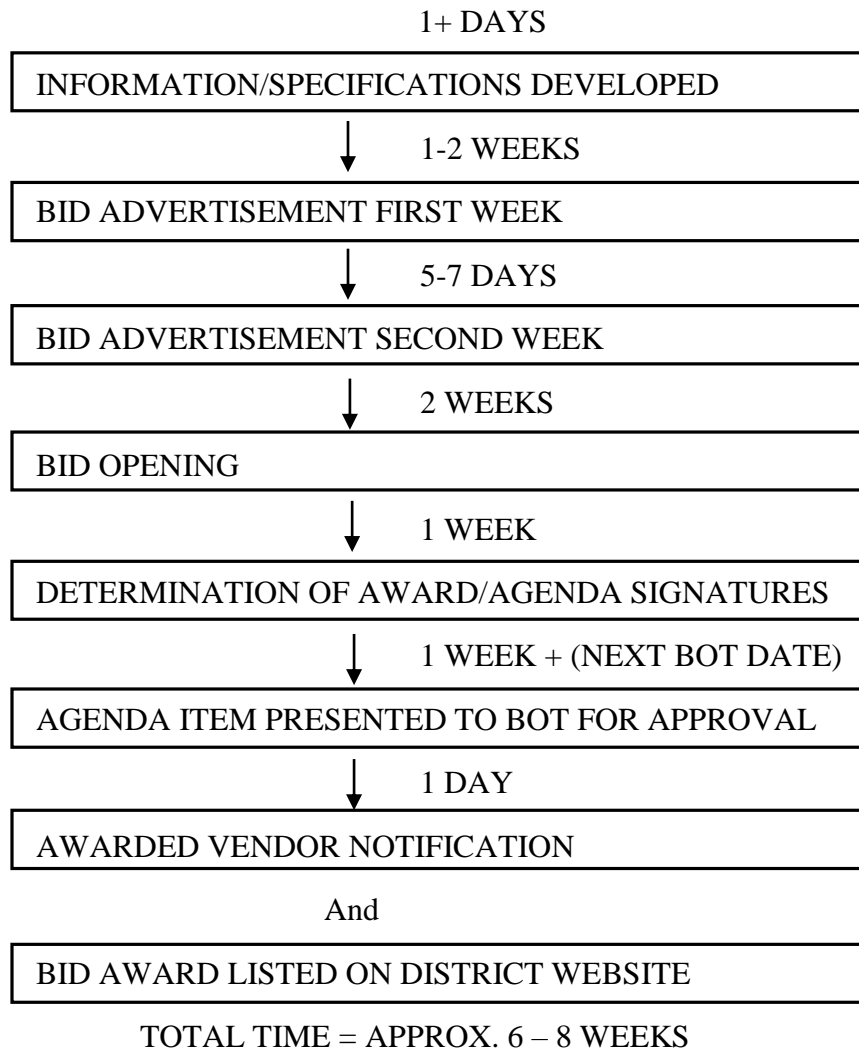 1+ DAYS
INFORMATION/SPECIFICATIONS DEVELOPED
1-2 WEEKS
BID ADVERTISEMENT FIRST WEEK
5-7 DAYS
BID ADVERTISEMENT SECOND WEEK
2 WEEKS
BID OPENING
1 WEEK
DETERMINATION OF AWARD/AGENDA SIGNATURES
1 WEEK + (NEXT BOT DATE)
AGENDA ITEM PRESENTED TO BOT FOR APPROVAL
1 DAY
AWARDED VENDOR NOTIFICATION
And
BID AWARD LISTED ON DISTRICT WEBSITE
TOTAL TIME = APPROX. 6 – 8 WEEKS